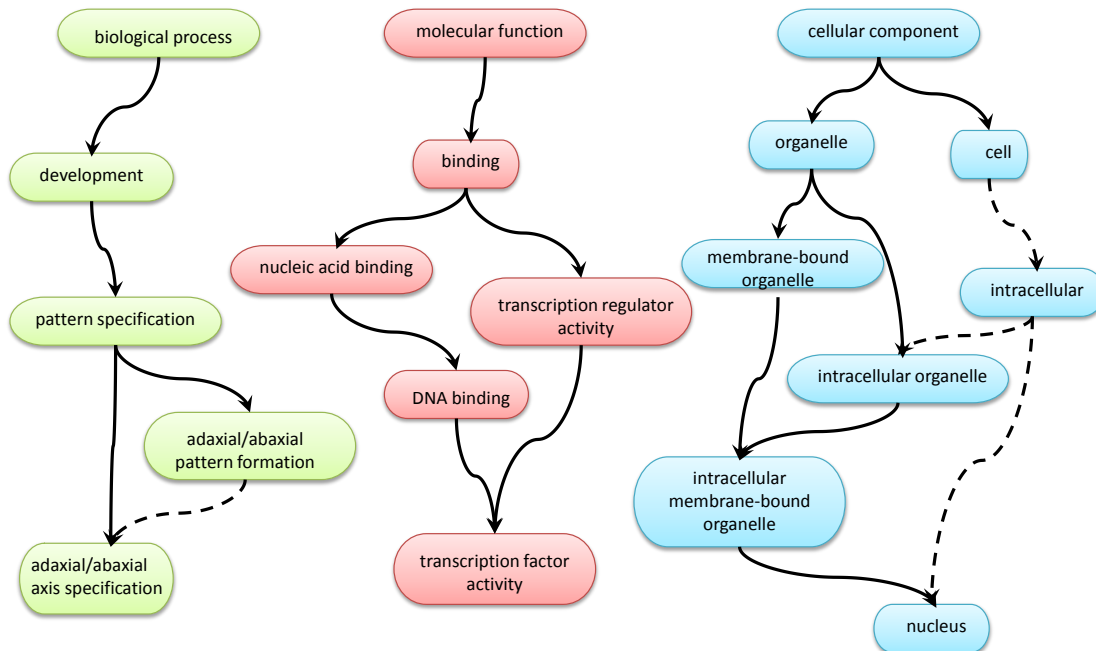 biological process
development
pattern specification
adaxial/abaxial
pattern formation
adaxial/abaxial
axis specification
molecular function
binding
nucleic acid binding
transcription regulator
activity
DNA binding
transcription factor
activity
cellular component
organelle
cell
membrane-bound
organelle
intracellular
intracellular organelle
intracellular
membrane-bound
organelle
nucleus